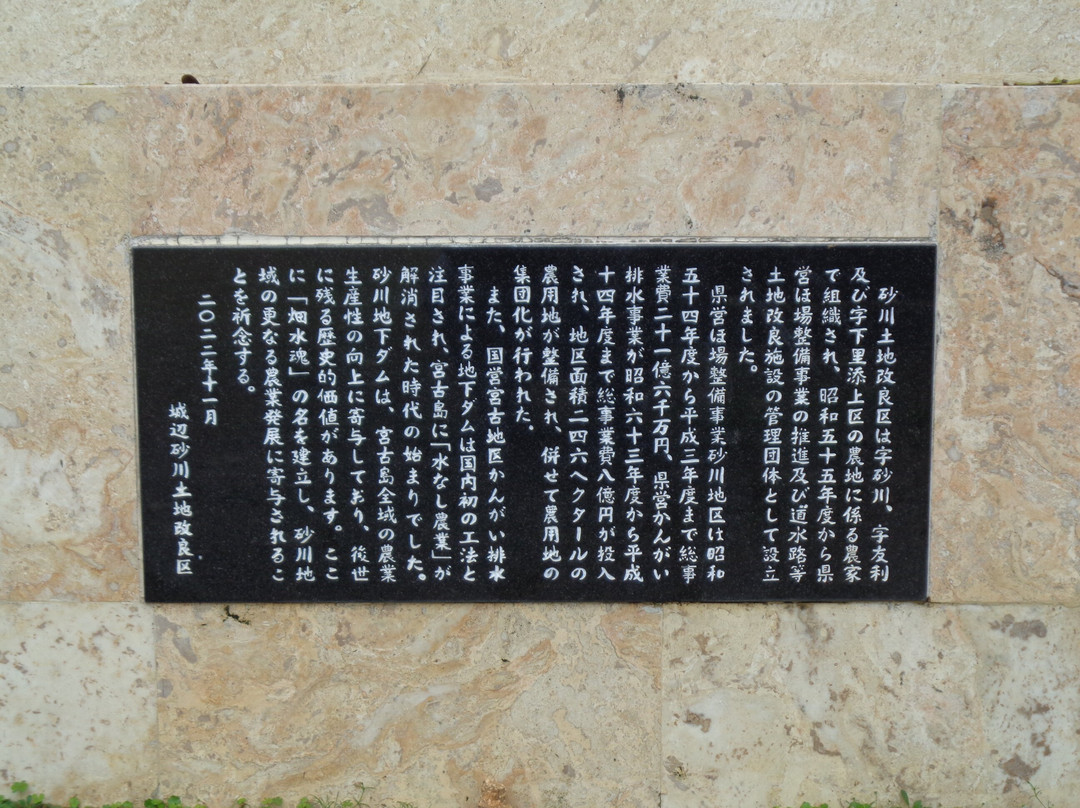 砂川土地改良区は字砂川、字友利
及び字下里添上区の農地に係る農家
で組織され、昭和五十五年度から県
営ほ場整備事業の推進及び道水路等
土地改良施設の管理団体として設立
されました。
県営ほ場整備事業砂川地区は昭和
五十四年度から平成三年度まで総事
業費二十一億六千万円、県営かんがい
排水事業が昭和六十三年度から平成
十四年度まで総事業費八億円が投入
され、地区面積二四六ヘクタールの
農用地が整備され、併せて農用地の
集団化が行われた。
また、国営宮古地区かんがい排水
事業による地下ダムは国内初の工法と
注目され、宮古島に「水なし農業」が
解消された時代の始まりでした。
砂川地下ダムは、宮古島全域の農業
生産性の向上に寄与しており、後世
に残る歴史的価値があります。ここ
に「畑水魂」の名を建立し、砂川地
域の更なる農業発展に寄与されるこ
とを祈念する。
二〇二二年十一月
城辺砂川土地改良区